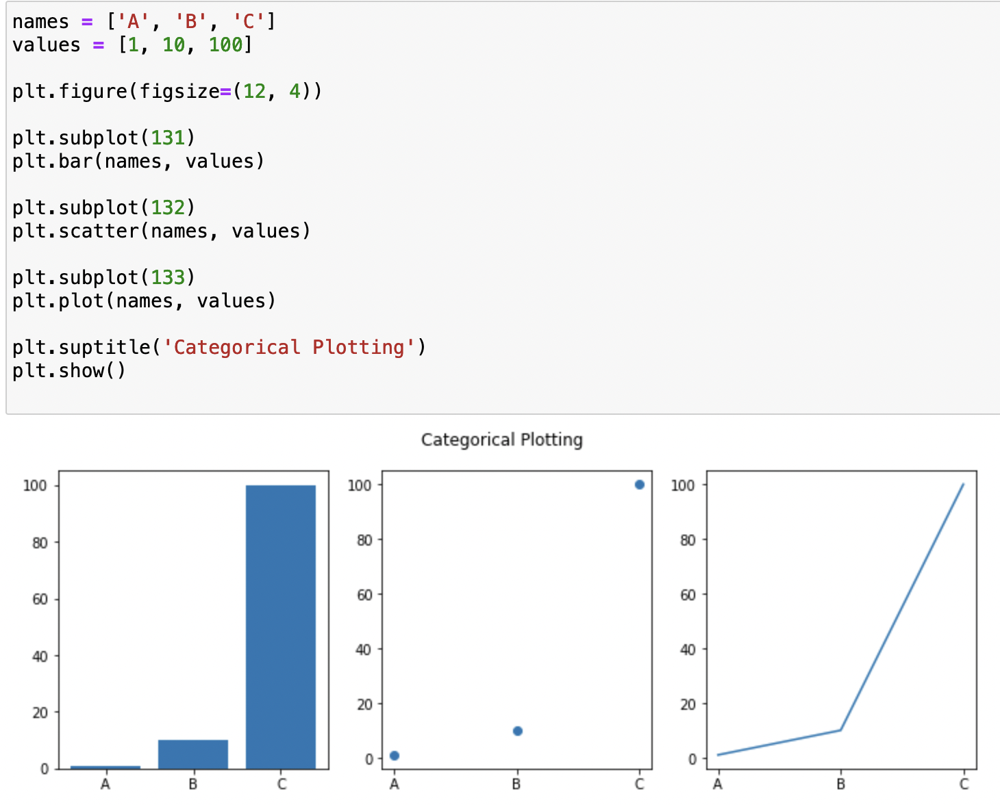 names = ['A', 'B', 'C']
values = [1, 10, 100]
plt.figure(figsize=(12, 4))
plt.subplot(131)
plt.bar(names, values)
plt.subplot(132)
plt.scatter(names, values)
plt.subplot(133)
plt.plot(names, values)
plt.suptitle('Categorical Plotting')
plt.show()
Categorical Plotting
100
80
60
40
20
0
A B C
100
80
60
40
20
0
A B C
100
80
60
40
20
0
A B C